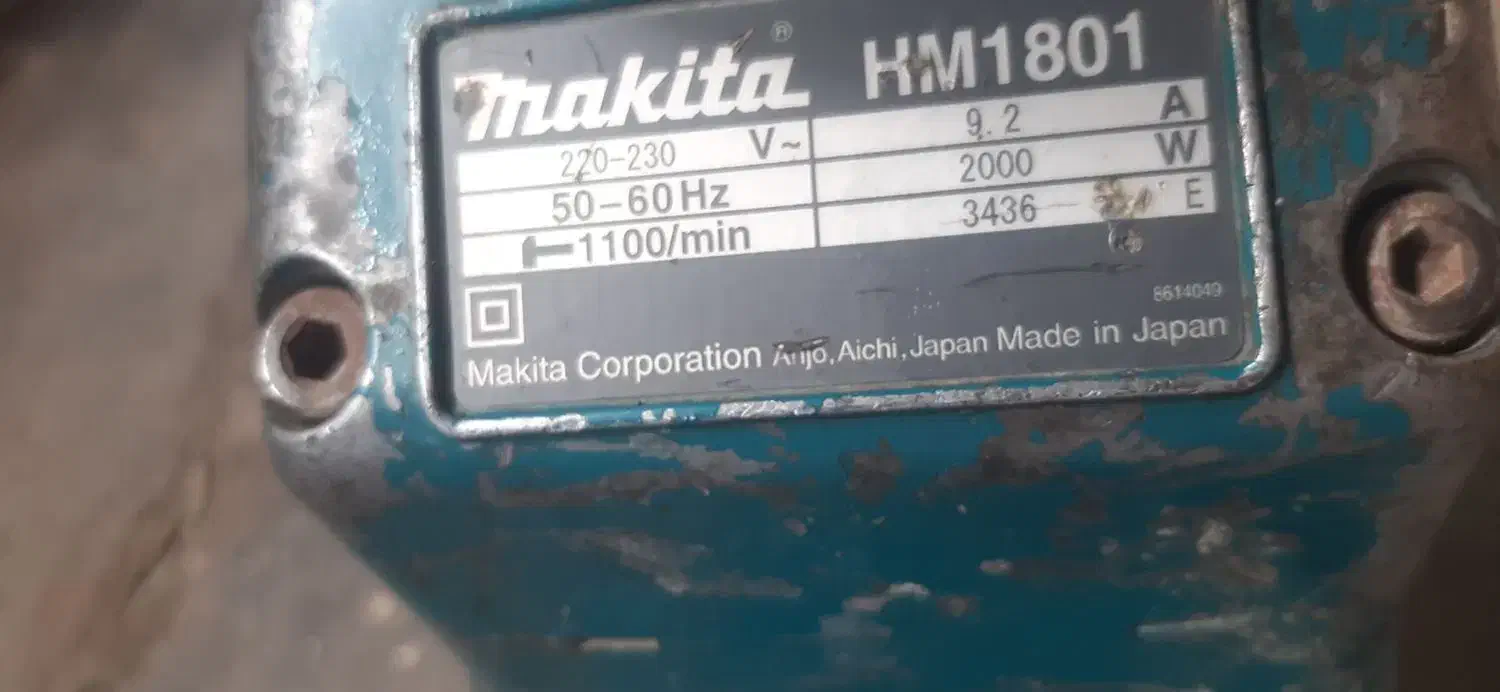 makita ® HM1801
220-230 V~ 9.2 A
50-60Hz 2000 W
1100/min 3436 E
8614049
Makita Corporation Anjo, Aichi, Japan Made in Japan